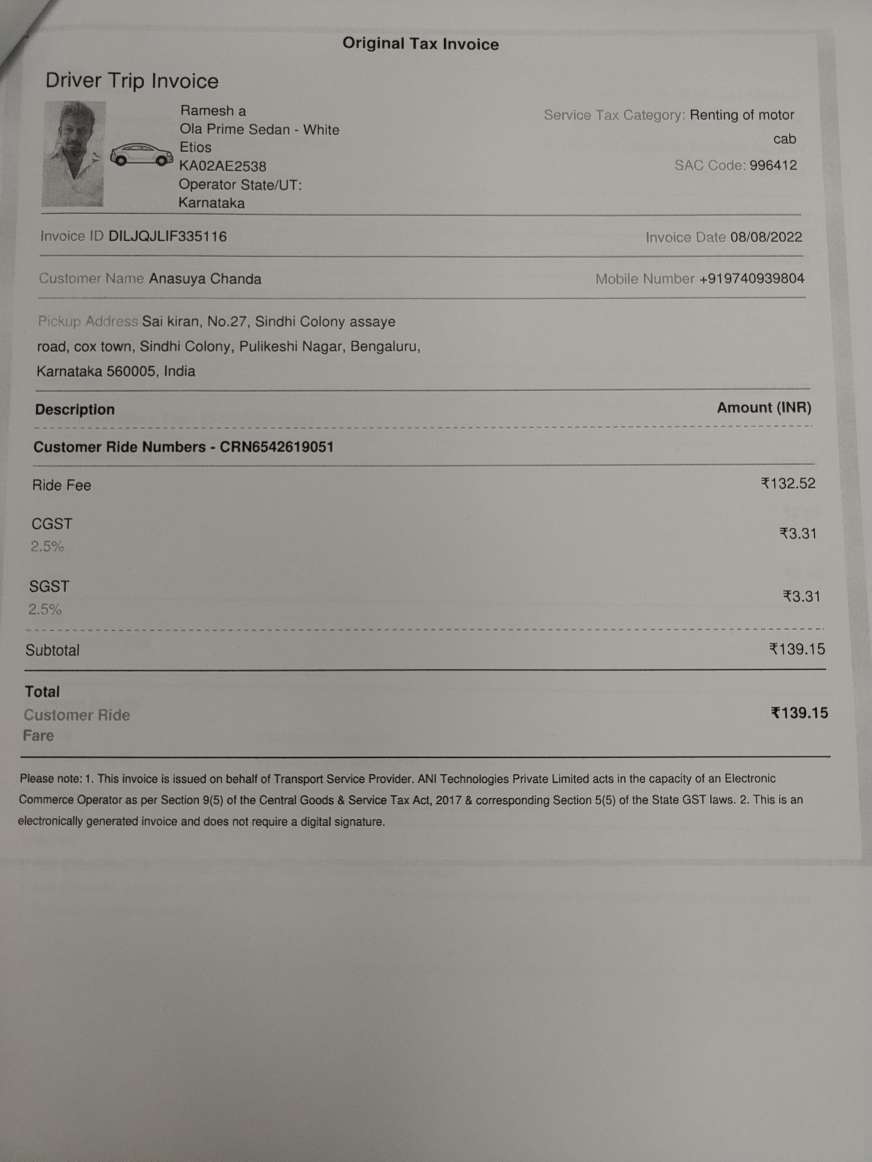 Original Tax Invoice
Driver Trip Invoice
Ramesh a
Ola Prime Sedan - White
Etios
KA02AE2538
Operator State/UT:
Karnataka
Service Tax Category: Renting of motor
cab
SAC Code: 996412
Invoice ID DILJQJLIF335116
Invoice Date 08/08/2022
Customer Name Anasuya Chanda
Mobile Number +919740939804
Pickup Address Sai kiran, No.27, Sindhi Colony assaye
road, cox town, Sindhi Colony, Pulikeshi Nagar, Bengaluru,
Karnataka 560005, India
Description Amount (INR)
Customer Ride Numbers - CRN6542619051
Ride Fee ₹132.52
CGST
2.5%
₹3.31
SGST
2.5%
₹3.31
Subtotal ₹139.15
Total
Customer Ride
Fare
₹139.15
Please note: 1. This invoice is issued on behalf of Transport Service Provider. ANI Technologies Private Limited acts in the capacity of an Electronic
Commerce Operator as per Section 9(5) of the Central Goods & Service Tax Act, 2017 & corresponding Section 5(5) of the State GST laws. 2. This is an
electronically generated invoice and does not require a digital signature.